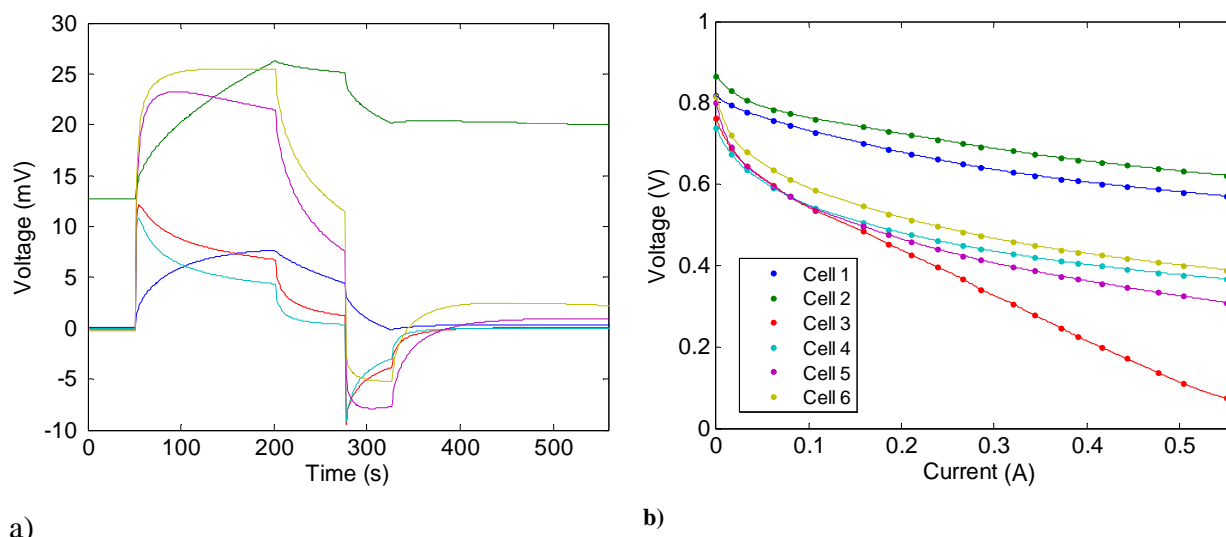 30
25
20
15
10
5
0
-5
-10
Voltage (mV)
0 100 200 300 400 500
Time (s)
a)
1
0.8
0.6
0.4
0.2
0
Voltage (V)
Cell 1
Cell 2
Cell 3
Cell 4
Cell 5
Cell 6
0 0.1 0.2 0.3 0.4 0.5
Current (A)
b)